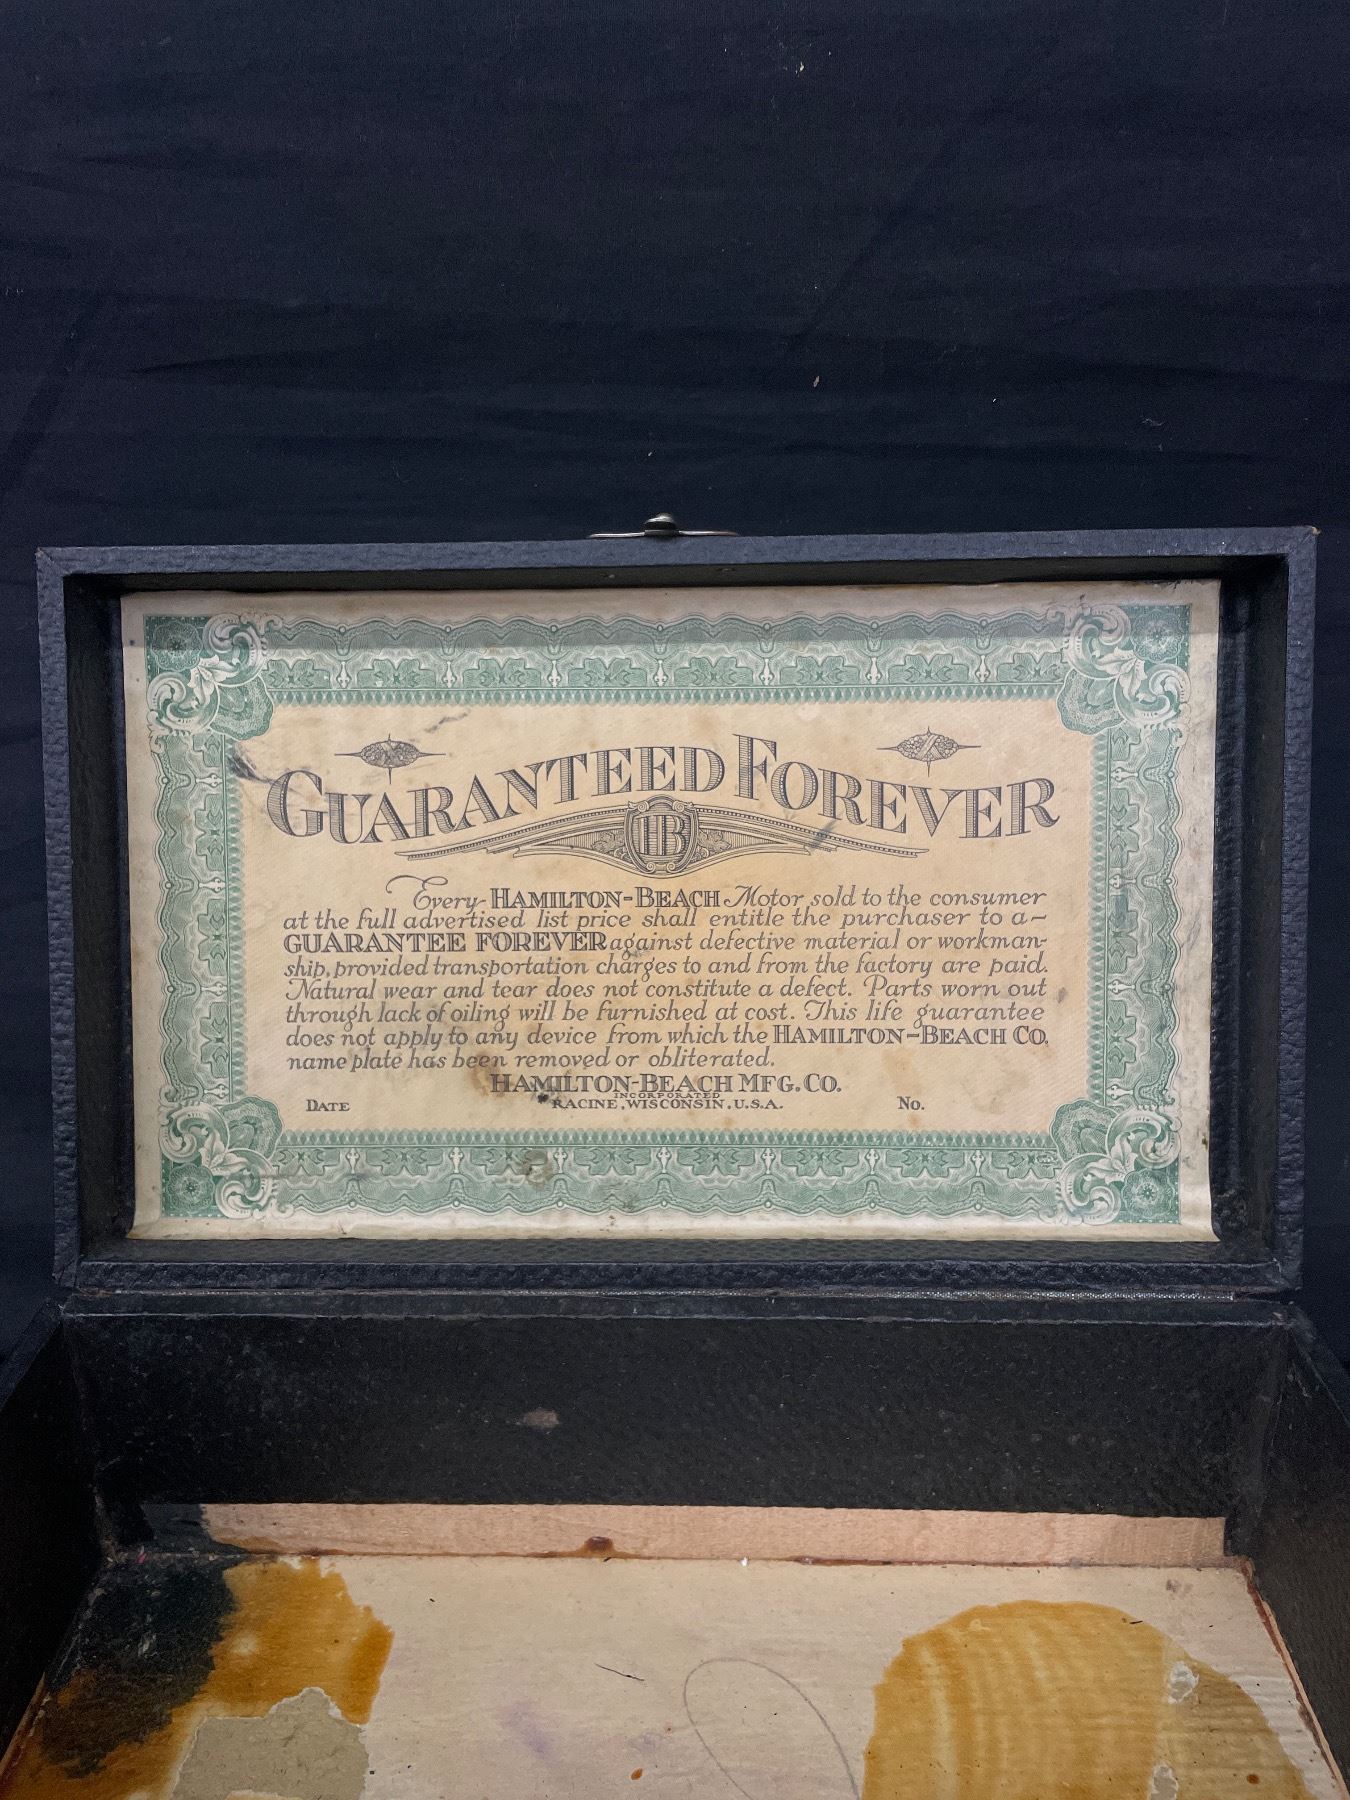 GUARANTEED FOREVER
HB
Every HAMILTON-BEACH Motor sold to the consumer
at the full advertised list price shall entitle the purchaser to a-
GUARANTEE FOREVER against defective material or workman-
ship, provided transportation charges to and from the factory are paid.
Natural wear and tear does not constitute a defect. Parts worn out
through lack of oiling will be furnished at cost. This life guarantee
does not apply to any device from which the HAMILTON-BEACH CO.
name plate has been removed or obliterated.
HAMILTON-BEACH MFG. CO.
INCORPORATED
DATE RACINE, WISCONSIN, U.S.A. No.